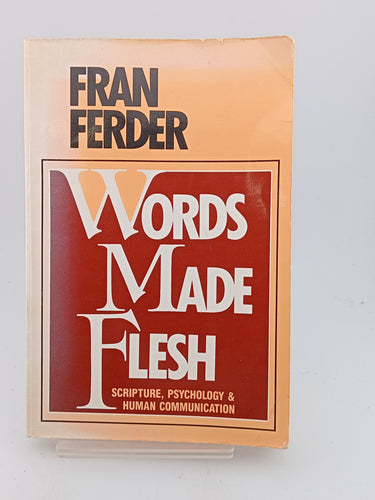 FRAN
FERDER
WORDS
MADE
FLESH
SCRIPTURE, PSYCHOLOGY &
HUMAN COMMUNICATION